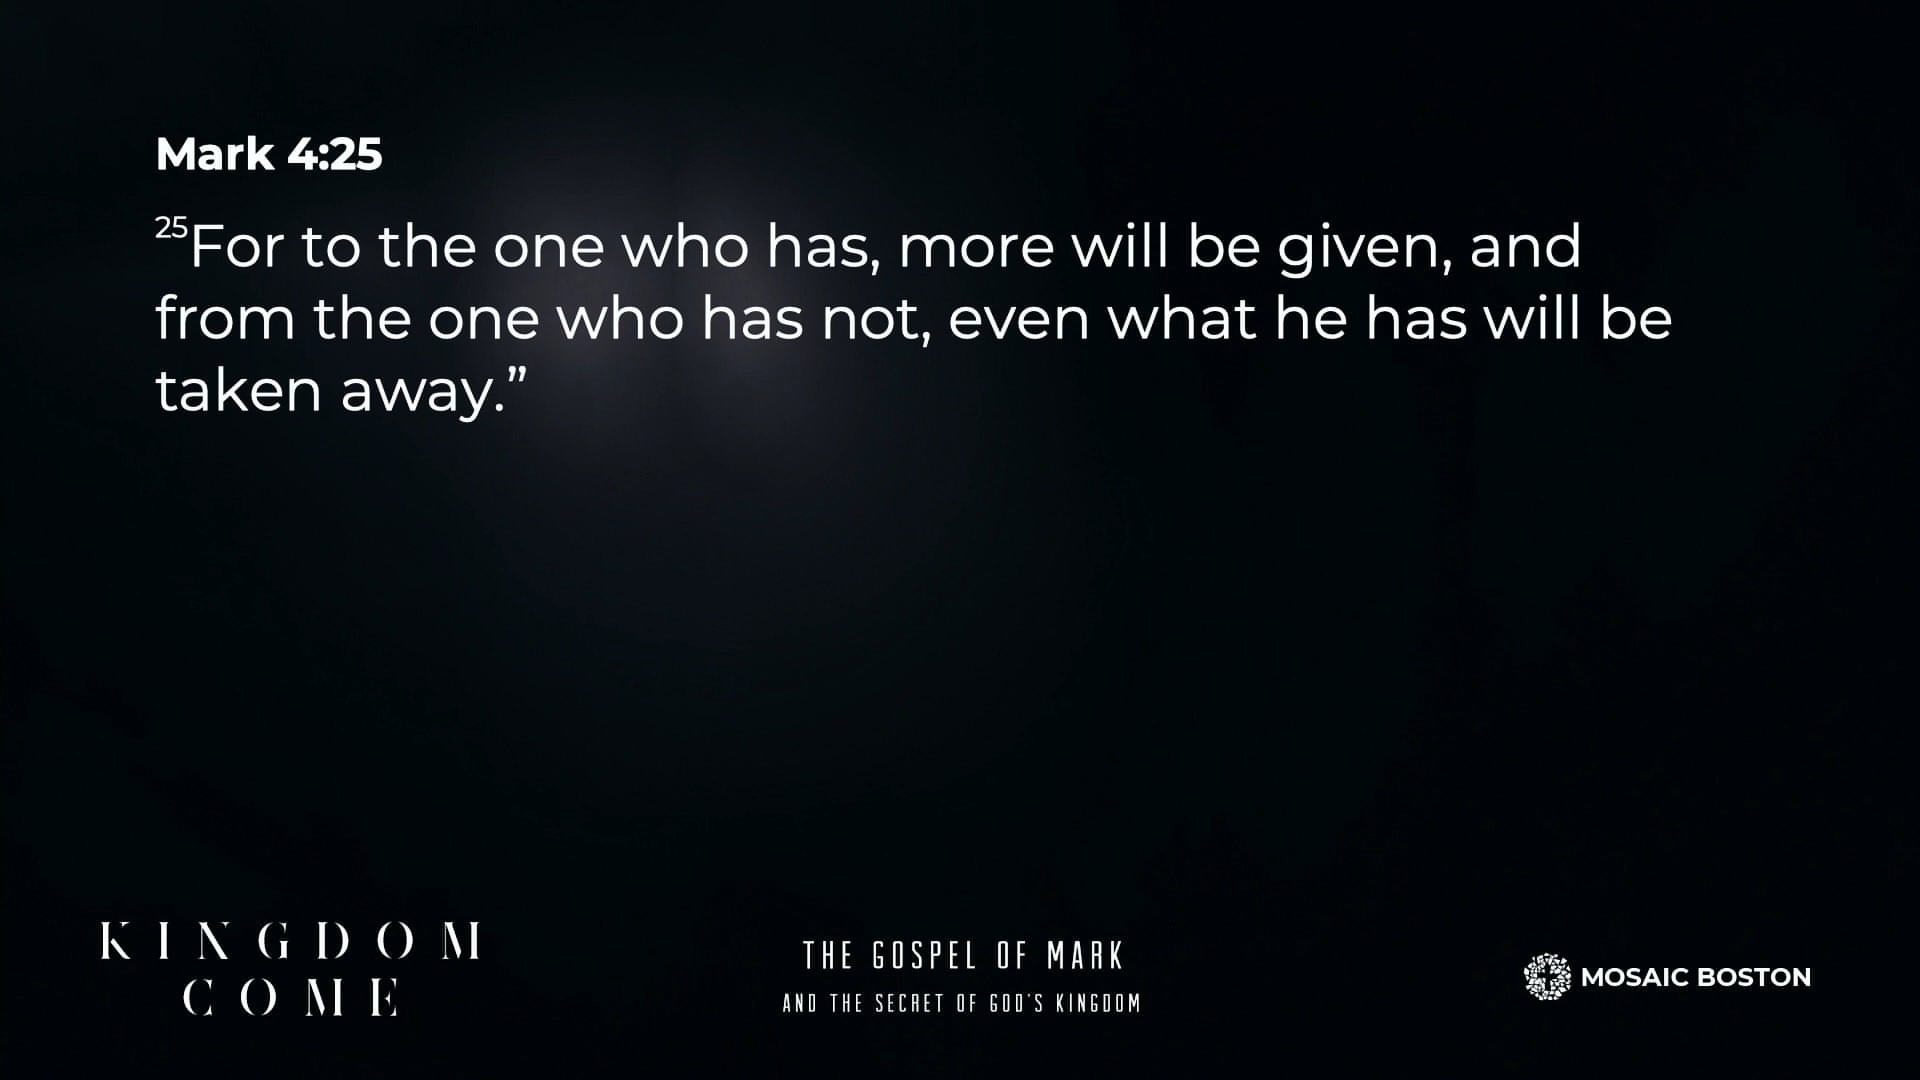 Mark 4:25
25For to the one who has, more will be given, and
from the one who has not, even what he has will be
taken away.”
KINGDOM
COME
THE GOSPEL OF MARK
AND THE SECRET OF GOD'S KINGDOM
MOSAIC BOSTON